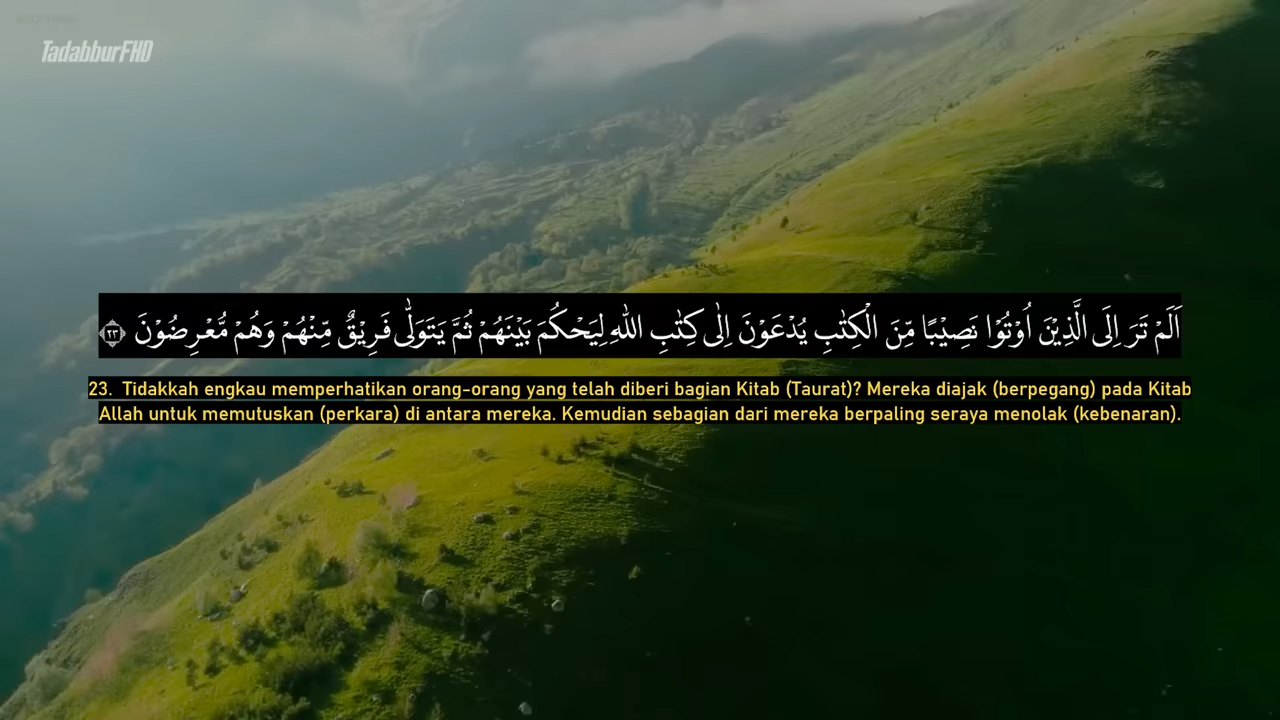 TadabburFHD
اَلَمْ تَرَ اِلَى الَّذِيْنَ اُوْتُوْا نَصِيْبًا مِّنَ الْكِتٰبِ يُدْعَوْنَ اِلٰى كِتٰبِ اللّٰهِ لِيَحْكُمَ بَيْنَهُمْ ثُمَّ يَتَوَلّٰى فَرِيْقٌ مِّنْهُمْ وَهُمْ مُّعْرِضُوْنَ ٢٣
23. Tidakkah engkau memperhatikan orang-orang yang telah diberi bagian Kitab (Taurat)? Mereka diajak (berpegang) pada Kitab
Allah untuk memutuskan (perkara) di antara mereka. Kemudian sebagian dari mereka berpaling seraya menolak (kebenaran).